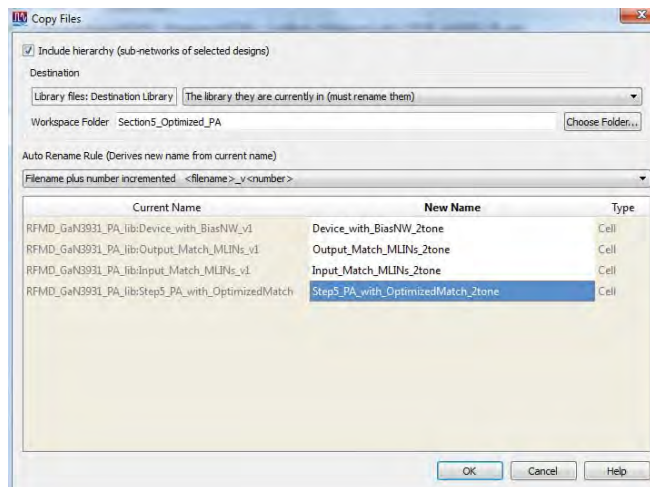 Copy Files
Include hierarchy (sub-networks of selected designs)
Destination
Library files: Destination Library The library they are currently in (must rename them)
Workspace Folder Section5_Optimized_PA Choose Folder...
Auto Rename Rule (Derives new name from current name)
Filename plus number incremented <filename>_v<number>
Current Name New Name Type
RFMD_GaN3931_PA_lib:Device_with_BiasNW_v1 Device_with_BiasNW_2tone Cell
RFMD_GaN3931_PA_lib:Output_Match_MLINs_v1 Output_Match_MLINs_2tone Cell
RFMD_GaN3931_PA_lib:Input_Match_MLINs_v1 Input_Match_MLINs_2tone Cell
RFMD_GaN3931_PA_lib:Step5_PA_with_OptimizedMatch Step5_PA_with_OptimizedMatch_2tone Cell
OK Cancel Help